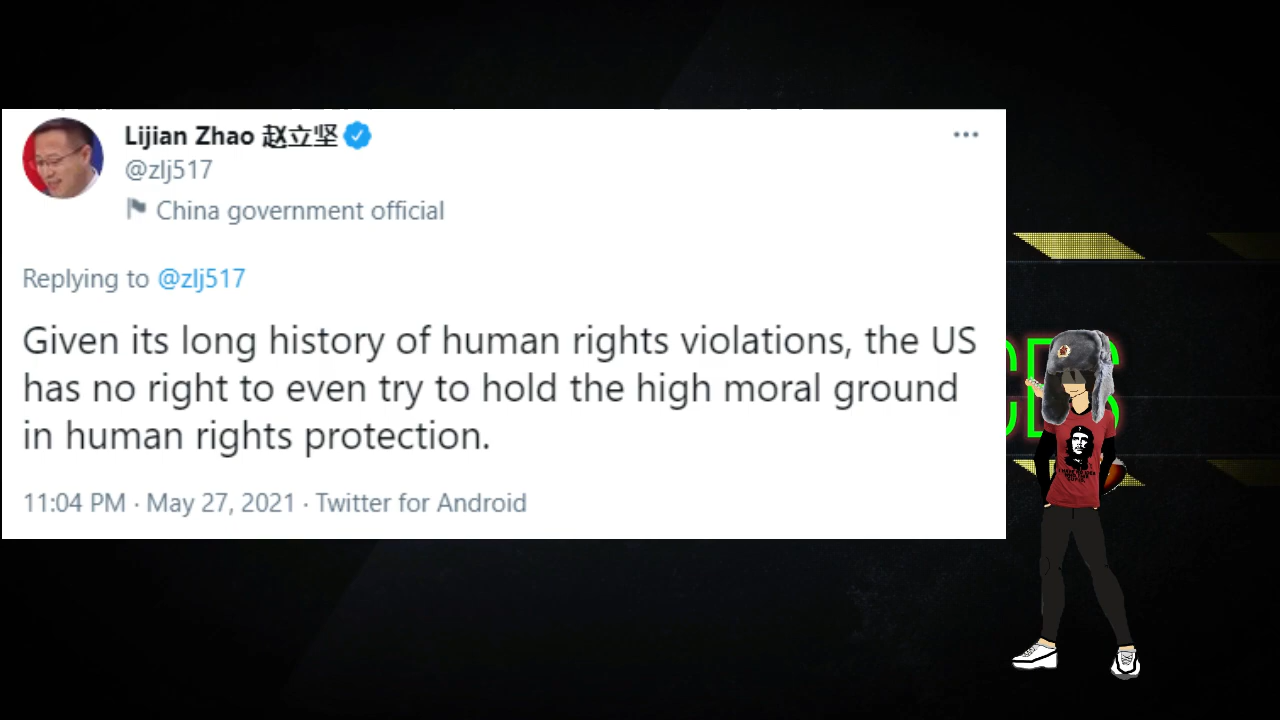 Lijian Zhao 赵立坚
@zlj517
China government official
Replying to @zlj517
Given its long history of human rights violations, the US
has no right to even try to hold the high moral ground
in human rights protection.
11:04 PM · May 27, 2021 · Twitter for Android